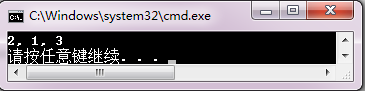 C:\Windows\system32\cmd.exe
2, 1, 3
请按任意键继续. . .